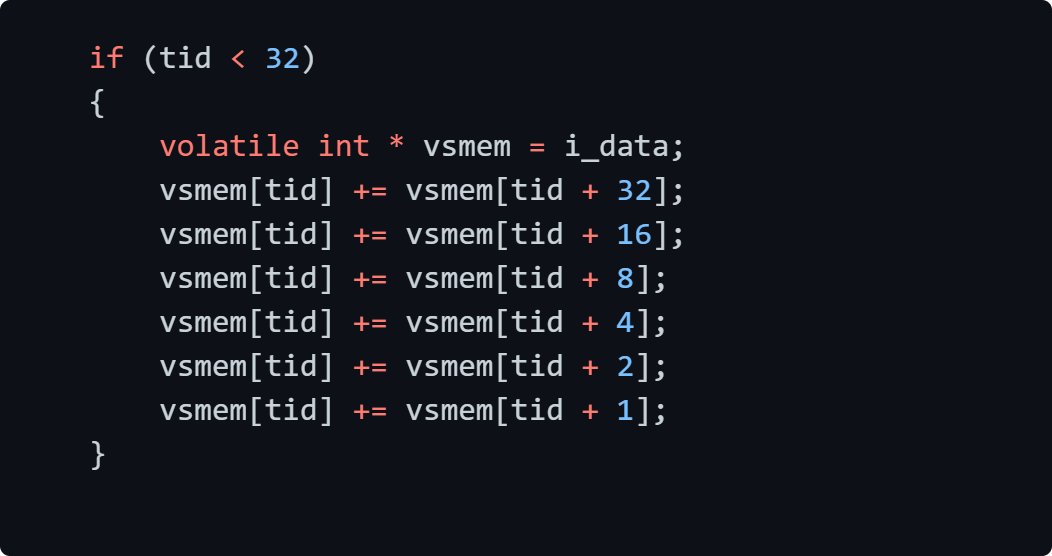 if (tid < 32)
{
    volatile int * vsmem = i_data;
    vsmem[tid] += vsmem[tid + 32];
    vsmem[tid] += vsmem[tid + 16];
    vsmem[tid] += vsmem[tid + 8];
    vsmem[tid] += vsmem[tid + 4];
    vsmem[tid] += vsmem[tid + 2];
    vsmem[tid] += vsmem[tid + 1];
}